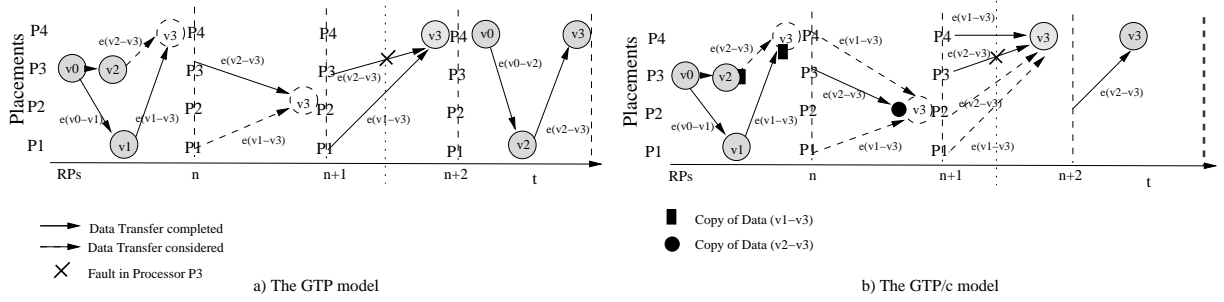 Placements
P4
P3
P2
P1
v0
v2
v1
v3
e(v2−v3)
e(v0−v1)
e(v1−v3)
P4
P3
P2
P1
e(v2−v3)
e(v1−v3)
v3
P3
P2
P1
e(v2−v3)
e(v1−v3)
v3
P4
P3
P2
P1
v0
e(v0−v2)
v2
v3
e(v2−v3)
RPs
n
n+1
n+2
t
Data Transfer completed
Data Transfer considered
Fault in Processor P3
a) The GTP model
Placements
P4
P3
P2
P1
v0
v2
v1
v3
e(v2−v3)
e(v0−v1)
e(v1−v3)
P4
P3
P2
P1
e(v1−v3)
e(v2−v3)
e(v1−v3)
v3
P4
P3
P2
P1
e(v1−v3)
e(v2−v3)
e(v2−v3)
e(v1−v3)
v3
v3
e(v2−v3)
RPs
n
n+1
n+2
t
Copy of Data (v1−v3)
Copy of Data (v2−v3)
b) The GTP/c model